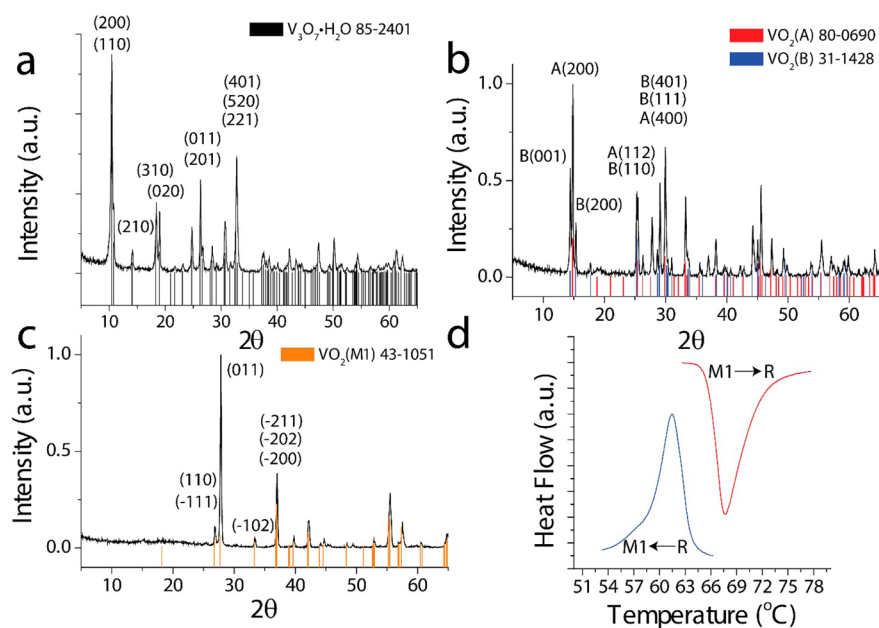 a
V₃O₇•H₂O 85-2401
(200)
(110)
(401)
(520)
(221)
(011)
(201)
(310)
(020)
(210)
Intensity (a.u.)
10 20 30 40 50 60
2θ
b
VO₂(A) 80-0690
VO₂(B) 31-1428
A(200)
B(401)
B(111)
A(400)
B(001)
A(112)
B(110)
B(200)
1.0
0.5
0.0
Intensity (a.u.)
10 20 30 40 50 60
2θ
c
VO₂(M1) 43-1051
(011)
(-211)
(-202)
(-200)
(110)
(-111)
(-102)
1.0
0.5
0.0
Intensity (a.u.)
10 20 30 40 50 60
2θ
d
M1→R
M1←R
Heat Flow (a.u.)
51 54 57 60 63 66 69 72 75 78
Temperature (°C)